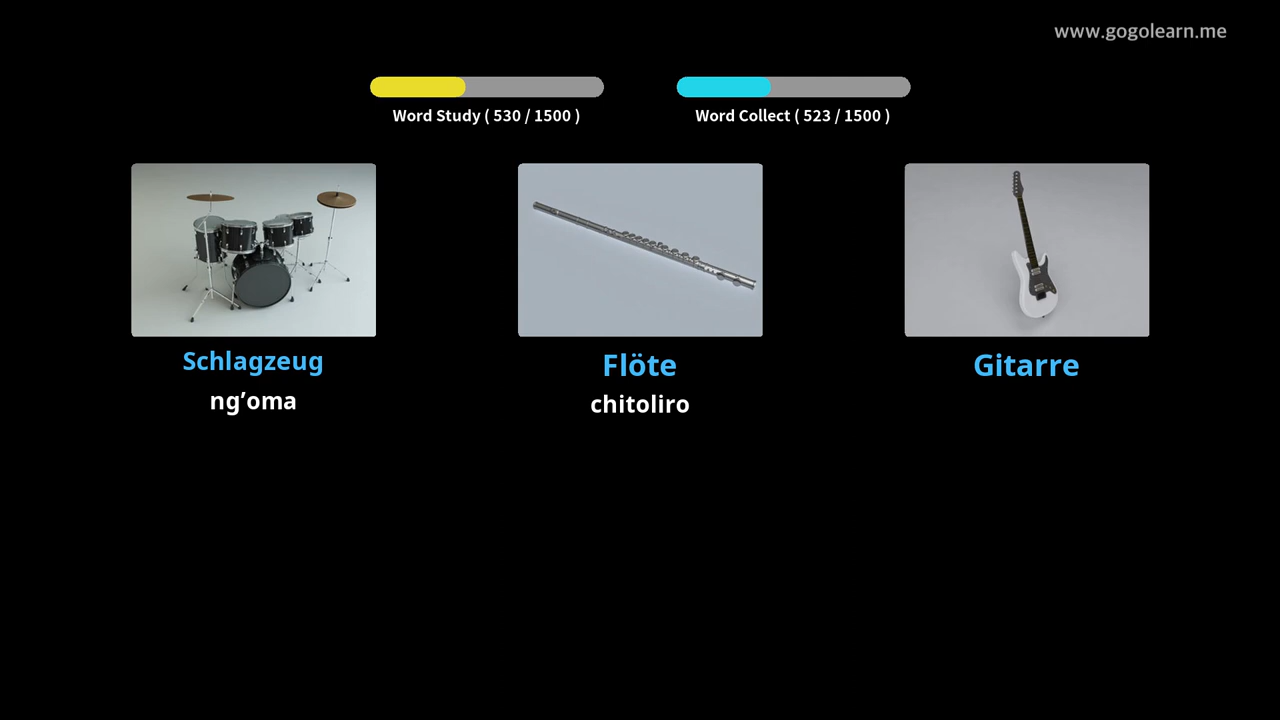 www.gogolearn.me
Word Study ( 530 / 1500 )
Word Collect ( 523 / 1500 )
Schlagzeug
ng’oma
Flöte
chitoliro
Gitarre